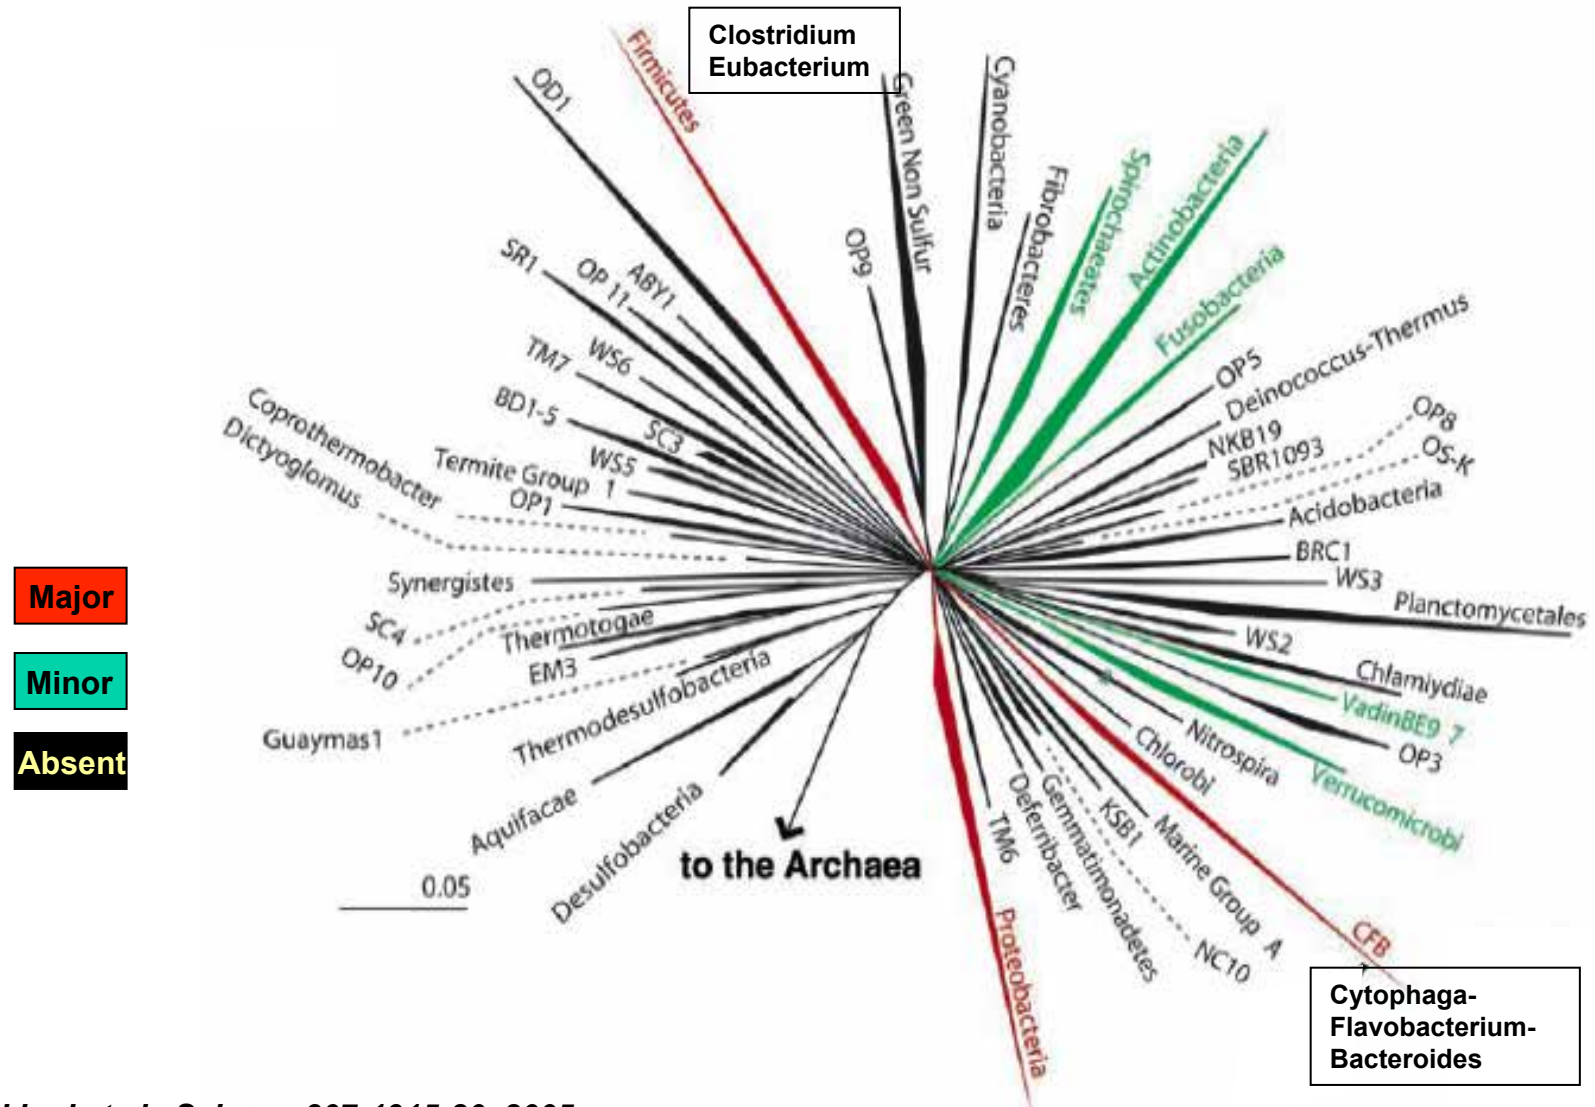 Clostridium
Eubacterium
Firmicutes
OD1
Green Non Sulfur
Cyanobacteria
Fibrobacteres
Spirochaeates
Actinobacteria
Fusobacteria
OP9
SR1
OP 11
ABY1
TM7
WS6
BD1-5
SC3
WS5
Coprothermobacter
Dictyoglomus
Termite Group 1
OP1
OP5
Deinococcus-Thermus
NKB19
SBR1093
OP8
OS-K
Acidobacteria
BRC1
WS3
Planctomycetales
WS2
Chlamiydiae
VadinBE9 7
OP3
Verrucomicrobi
Nitrospira
Chlorobi
Synergistes
SC4
OP10
Thermotogae
EM3
Guaymas1
Thermodesulfobacteria
Aquifacae
Desulfobacteria
to the Archaea
TM6
Deferribacter
Gemmatimonadetes
KSB1
Marine Group A
NC10
Proteobacteria
CFB
Cytophaga-
Flavobacterium-
Bacteroides
Major
Minor
Absent
0.05